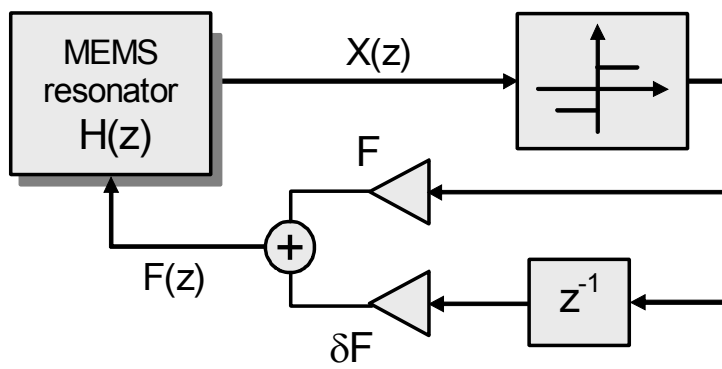 MEMS
resonator
H(z)
X(z)
F
+
F(z)
z⁻¹
δF